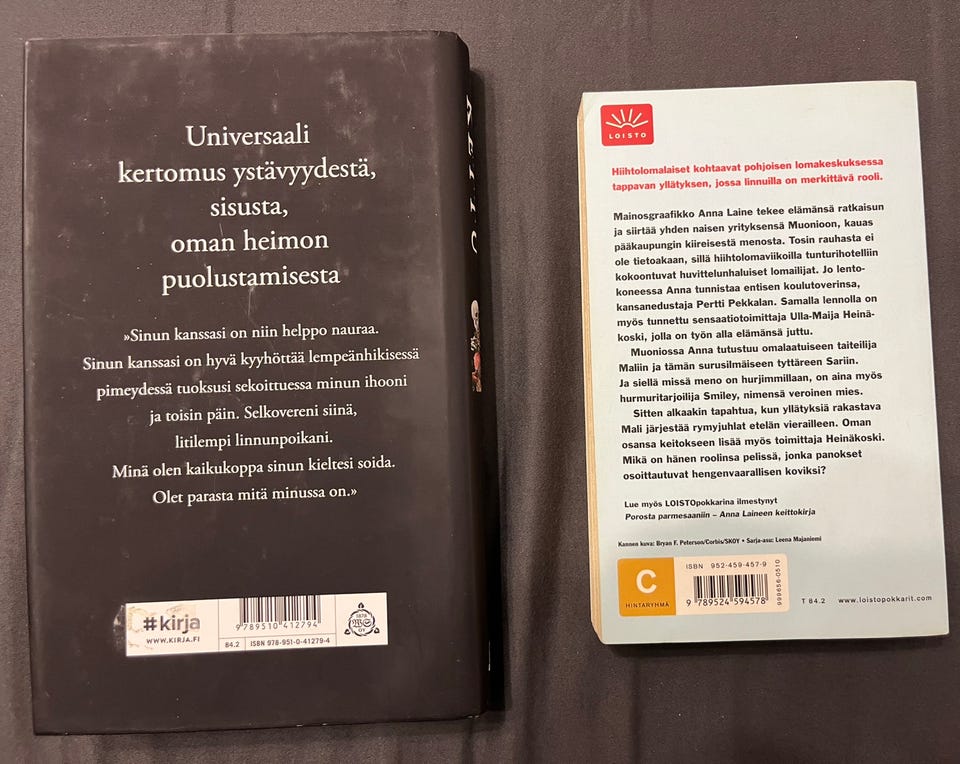 Universaali
kertomus ystävyydestä,
sisusta,
oman heimon
puolustamisesta
»Sinun kanssasi on niin helppo nauraa.
Sinun kanssasi on hyvä kyyhöttää lempeänhikisessä
pimeydessä tuoksusi sekoittuessa minun ihooni
ja toisin päin. Selkovereni siinä,
litilempi linnunpoikani.
Minä olen kaikukoppa sinun kieltesi soida.
Olet parasta mitä minussa on.»
#kirja
WWW.KIRJA.FI
9789510412794
84.2 ISBN 978-951-0-41279-4
LOISTO
Hiihtolomalaiset kohtaavat pohjoisen lomakeskuksessa
tappavan yllätyksen, jossa linnuilla on merkittävä rooli.
Mainosgraafikko Anna Laine tekee elämänsä ratkaisun
ja siirtää yhden naisen yrityksensä Muonioon, kauas
pääkaupungin kiireisestä menosta. Tosin rauhasta ei
ole tietoakaan, sillä hiihtolomaviikoilla tunturihotelliin
kokoontuvat huvittelunhaluiset lomailijat. Jo lento-
koneessa Anna tunnistaa entisen koulutoverinsa,
kansanedustaja Pertti Pekkalan. Samalla lennolla on
myös tunnettu sensaatiotoimittaja Ulla-Maija Heinä-
koski, jolla on työn alla elämänsä juttu.
Muoniossa Anna tutustuu omalaatuiseen taiteilija
Maliin ja tämän surusilmäiseen tyttäreen Sariin.
Ja siellä missä meno on hurjimmillaan, on aina myös
hurmuritarjoilija Smiley, nimensä veroinen mies.
Sitten alkaakin tapahtua, kun yllätyksiä rakastava
Mali järjestää rymyjuhlat etelän vierailleen. Oman
osansa keitokseen lisää myös toimittaja Heinäkoski.
Mikä on hänen roolinsa pelissä, jonka panokset
osoittautuvat hengenvaarallisen koviksi?
Lue myös LOISTOpokkarina ilmestynyt
Porosta parmesaaniin – Anna Laineen keittokirja
Kannen kuva: Bryan F. Peterson/Corbis/SKOY • Sarja-asu: Leena Majaniemi
C
HINTARYHMÄ
ISBN 952-459-457-9
9 789524 594578
999656-0510
T 84.2 www.loistopokkarit.com